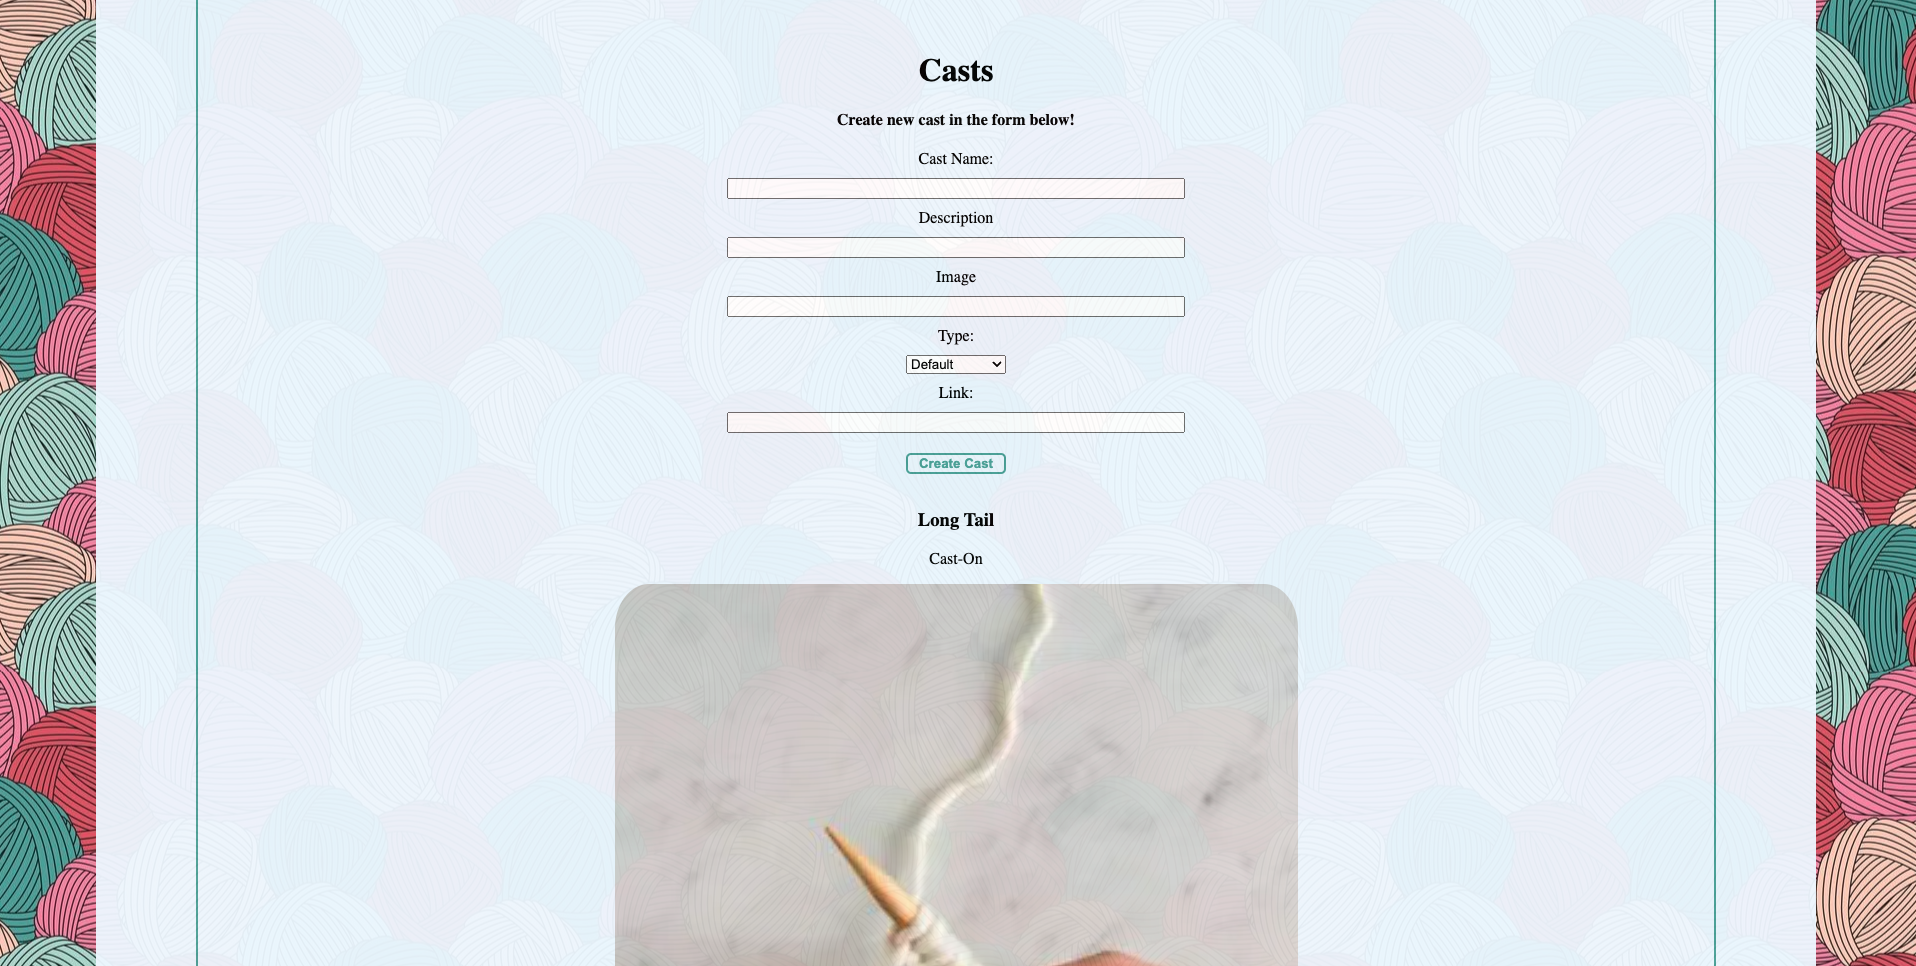 Casts
Create new cast in the form below!
Cast Name:
Description
Image
Type:
Default
Link:
Create Cast
Long Tail
Cast-On